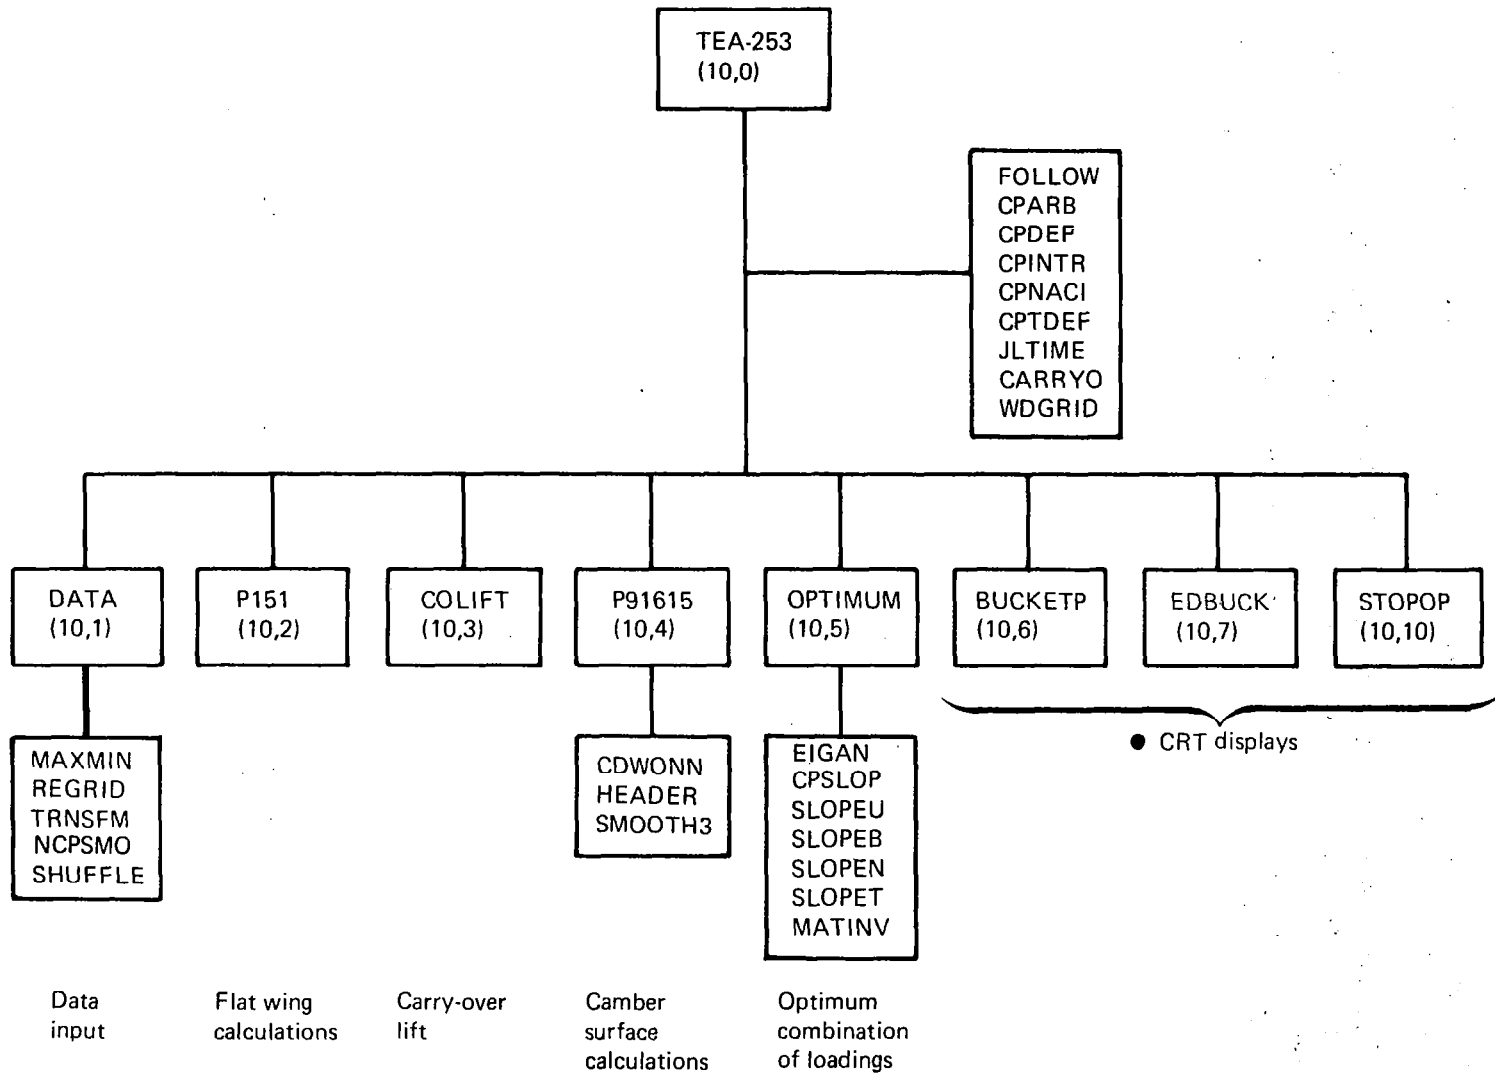 TEA-253
(10,0)
FOLLOW
CPARB
CPDEF
CPINTR
CPNACI
CPTDEF
JLTIME
CARRYO
WDGRID
DATA
(10,1)
P151
(10,2)
COLIFT
(10,3)
P91615
(10,4)
OPTIMUM
(10,5)
BUCKETP
(10,6)
EDBUCK
(10,7)
STOPOP
(10,10)
MAXMIN
REGRID
TRNSFM
NCPSMO
SHUFFLE
CDWONN
HEADER
SMOOTH3
EIGAN
CPSLOP
SLOPEU
SLOPEB
SLOPEN
SLOPET
MATINV
● CRT displays
Data
input
Flat wing
calculations
Carry-over
lift
Camber
surface
calculations
Optimum
combination
of loadings